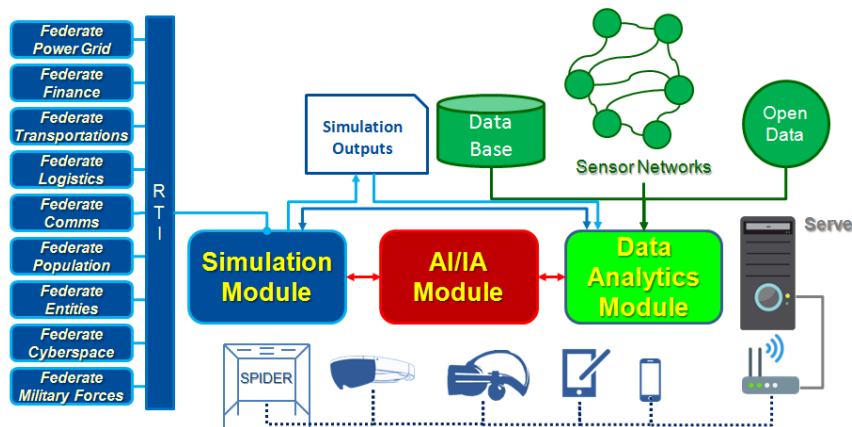 Federate
Power Grid
Federate
Finance
Federate
Transportations
Federate
Logistics
Federate
Comms
Federate
Population
Federate
Entities
Federate
Cyberspace
Federate
Military Forces
R
T
I
Simulation
Outputs
Data
Base
Sensor Networks
Open
Data
Simulation
Module
AI/IA
Module
Data
Analytics
Module
Serve
SPIDER